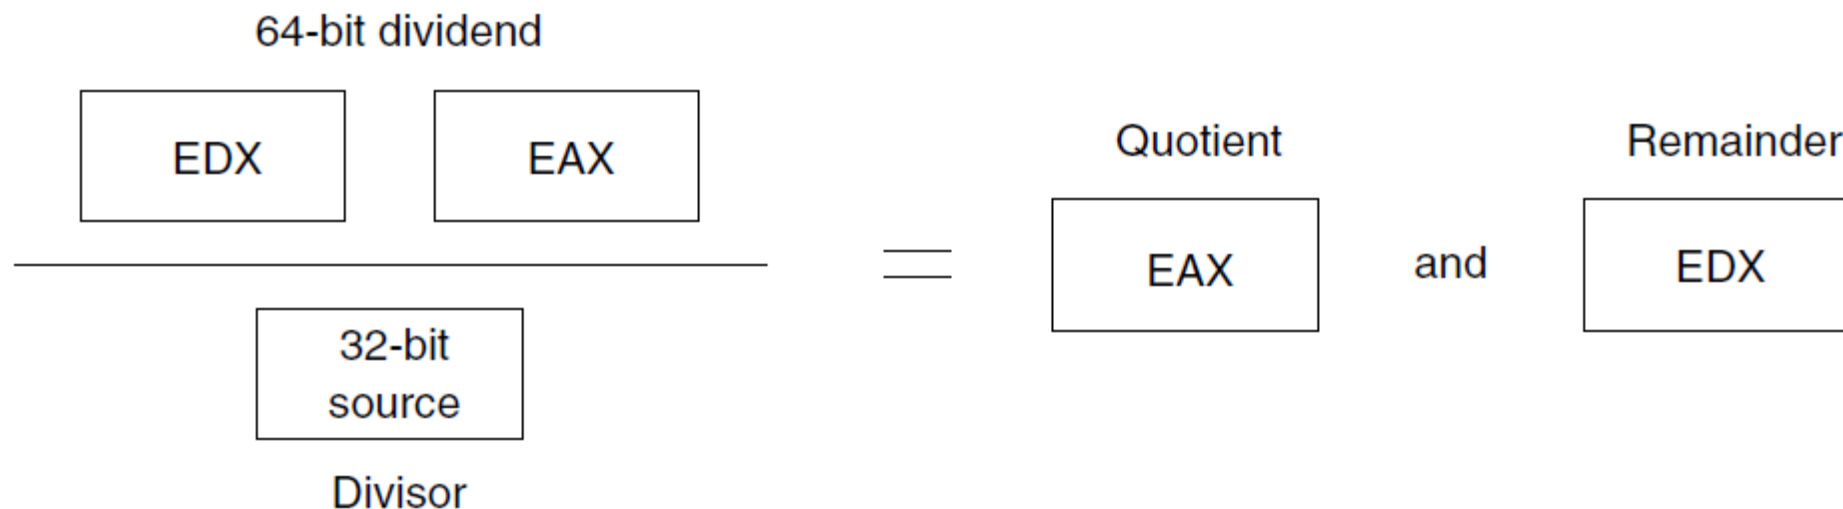 64-bit dividend
EDX
EAX
32-bit
source
Divisor
Quotient
EAX
and
Remainder
EDX